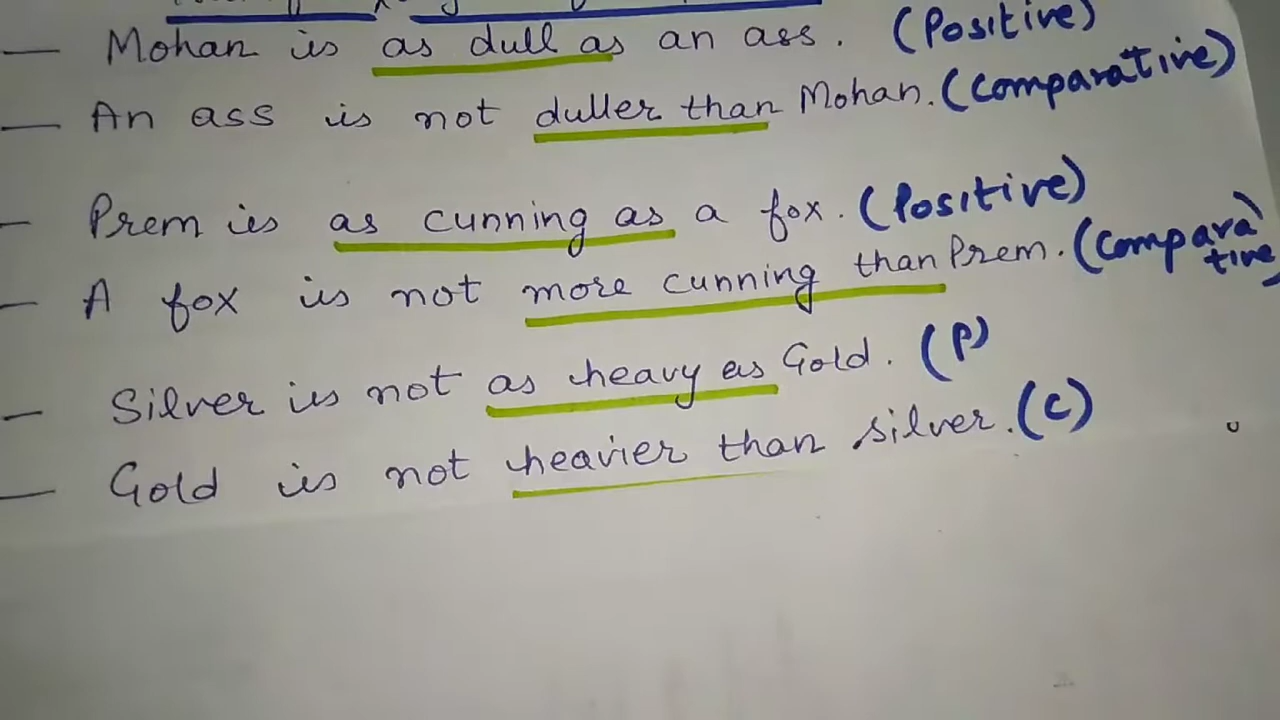 — Mohan is as dull as an ass. (Positive)
— An ass is not duller than Mohan. (Comparative)
— Prem is as cunning as a fox. (Positive)
— A fox is not more cunning than Prem. (Comparative)
— Silver is not as heavy as Gold. (P)
— Gold is not heavier than silver. (C)